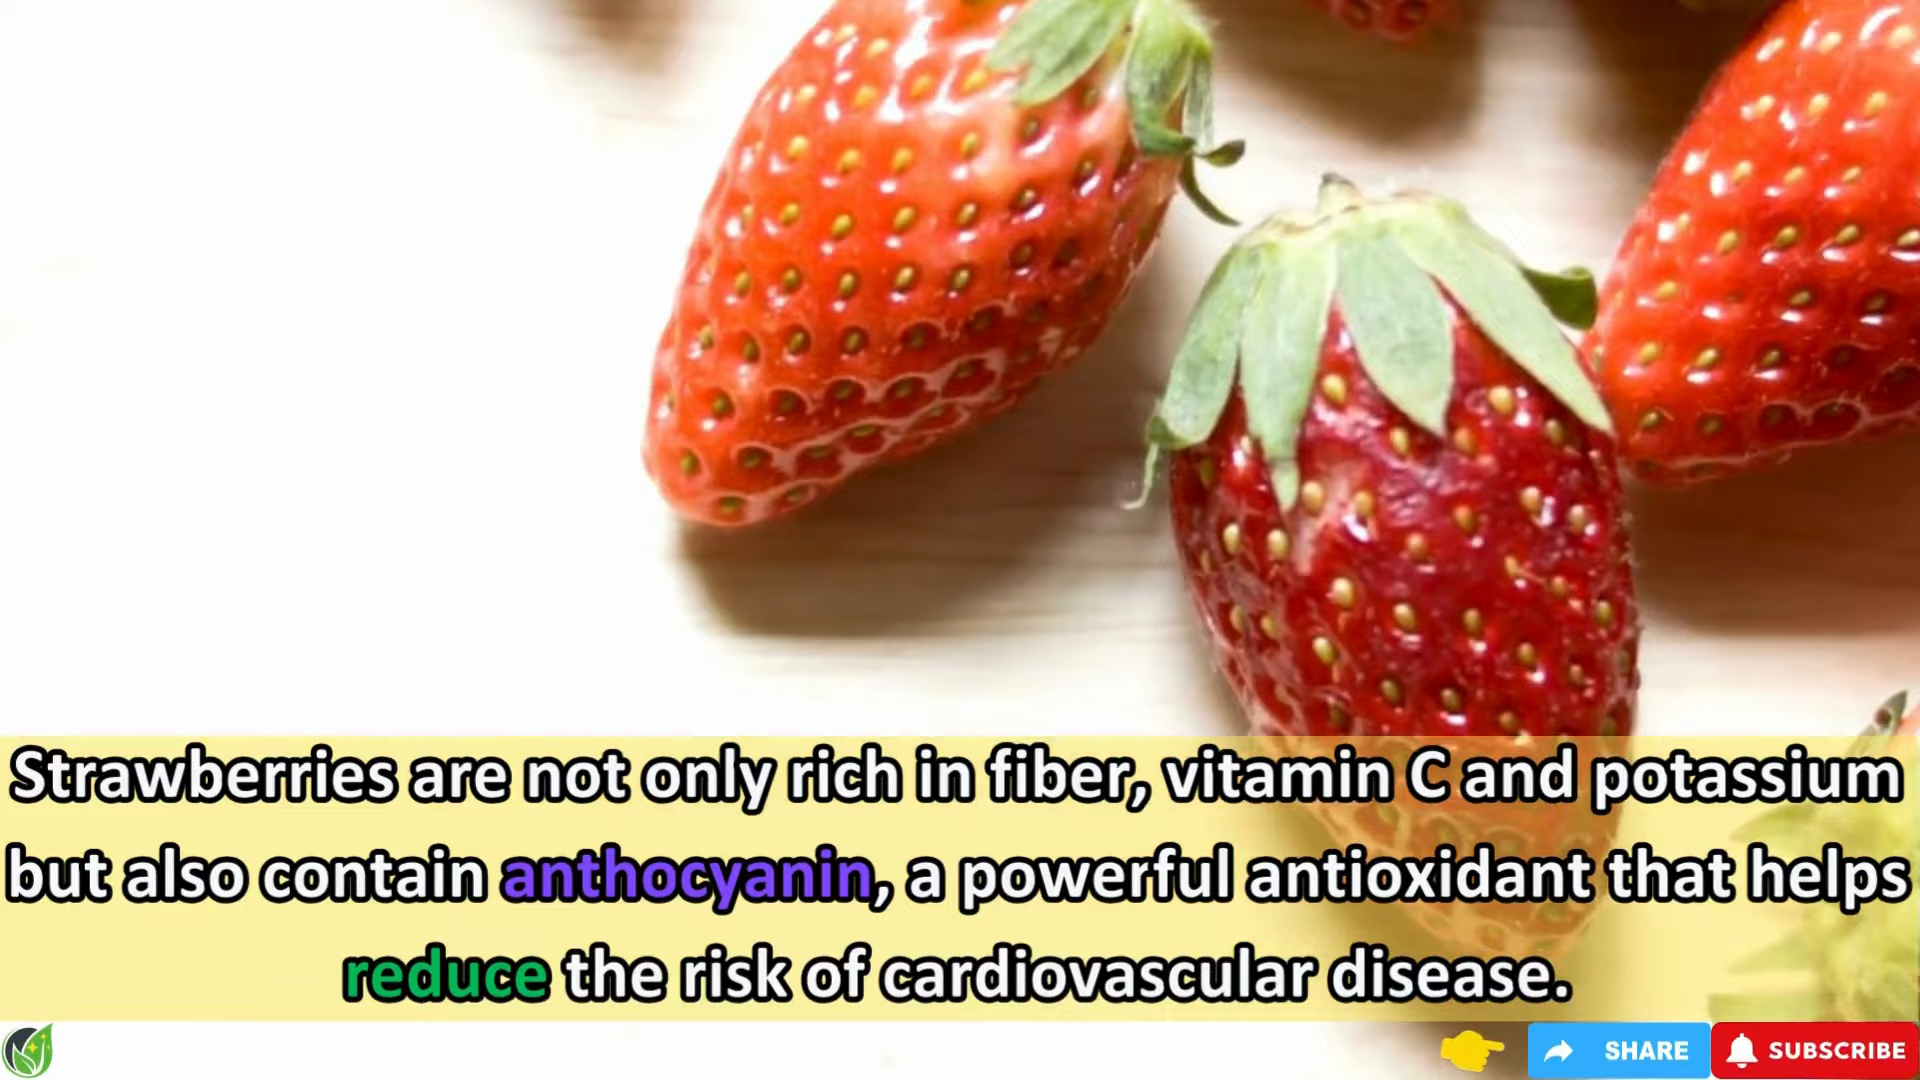 Strawberries are not only rich in fiber, vitamin C and potassium
but also contain anthocyanin, a powerful antioxidant that helps
reduce the risk of cardiovascular disease.
SHARE
SUBSCRIBE